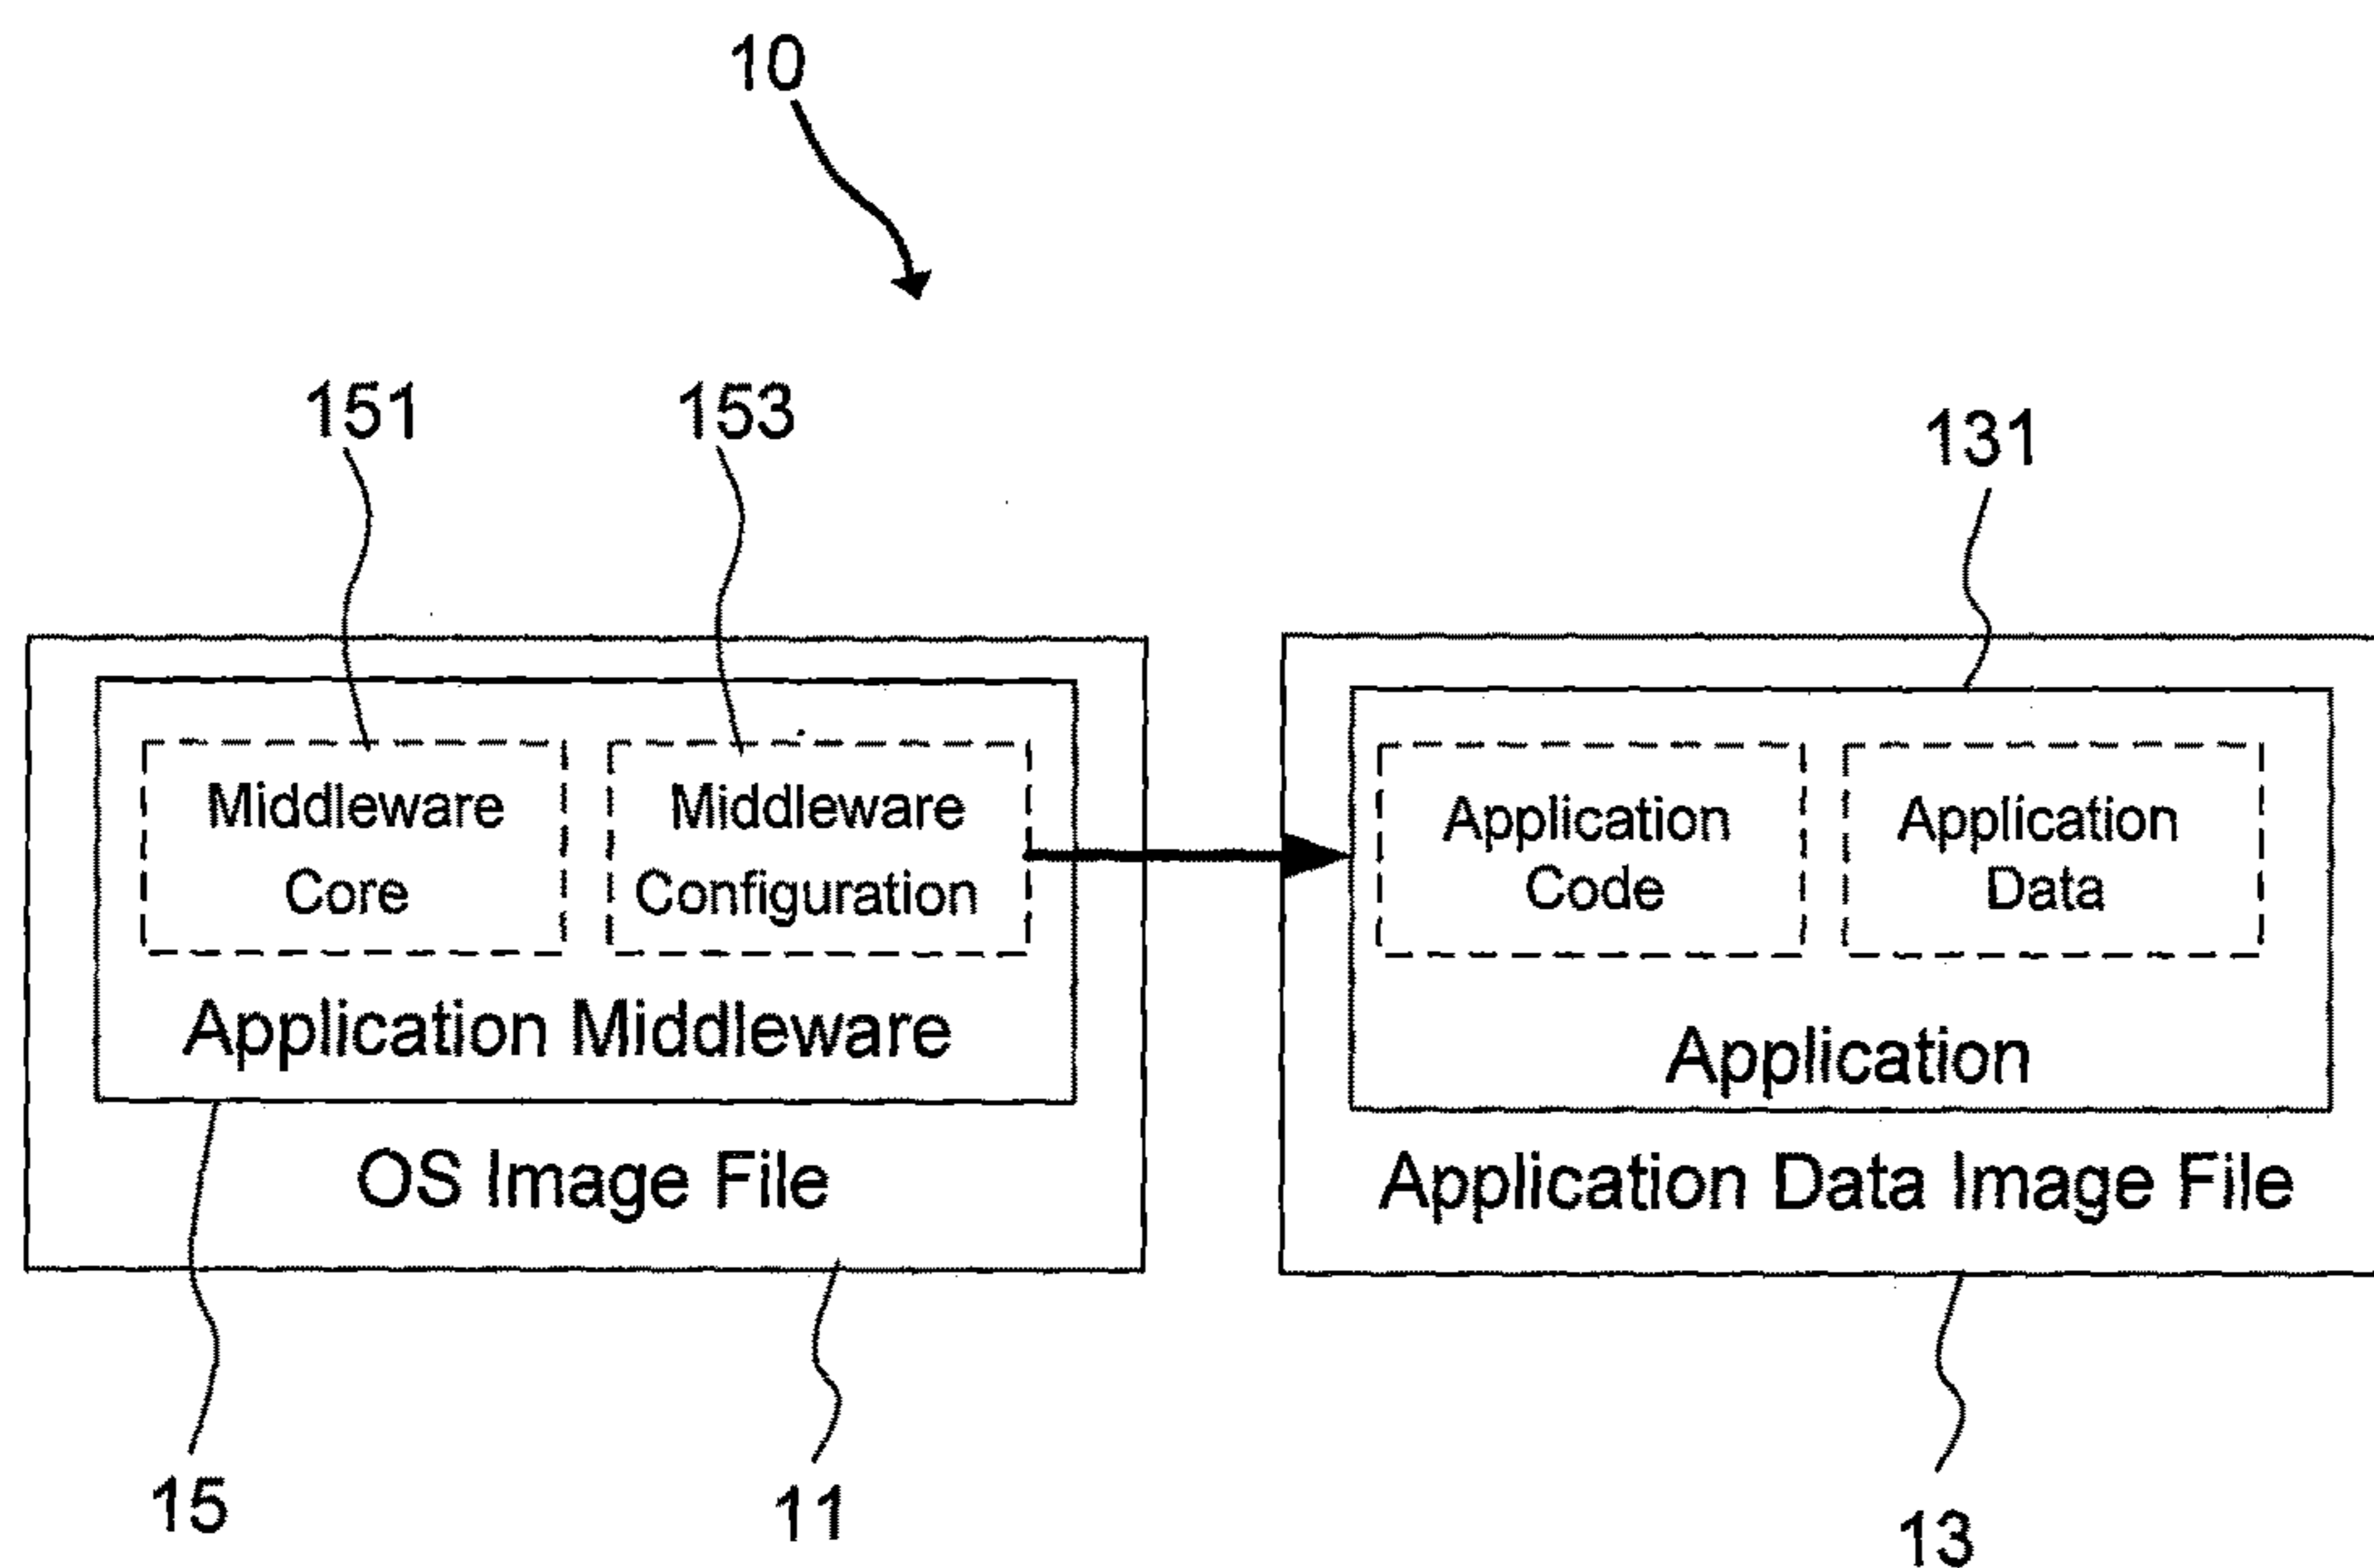 10
151
153
131
Middleware
Core
Middleware
Configuration
Application
Code
Application
Data
Application Middleware
Application
OS Image File
Application Data Image File
15
11
13